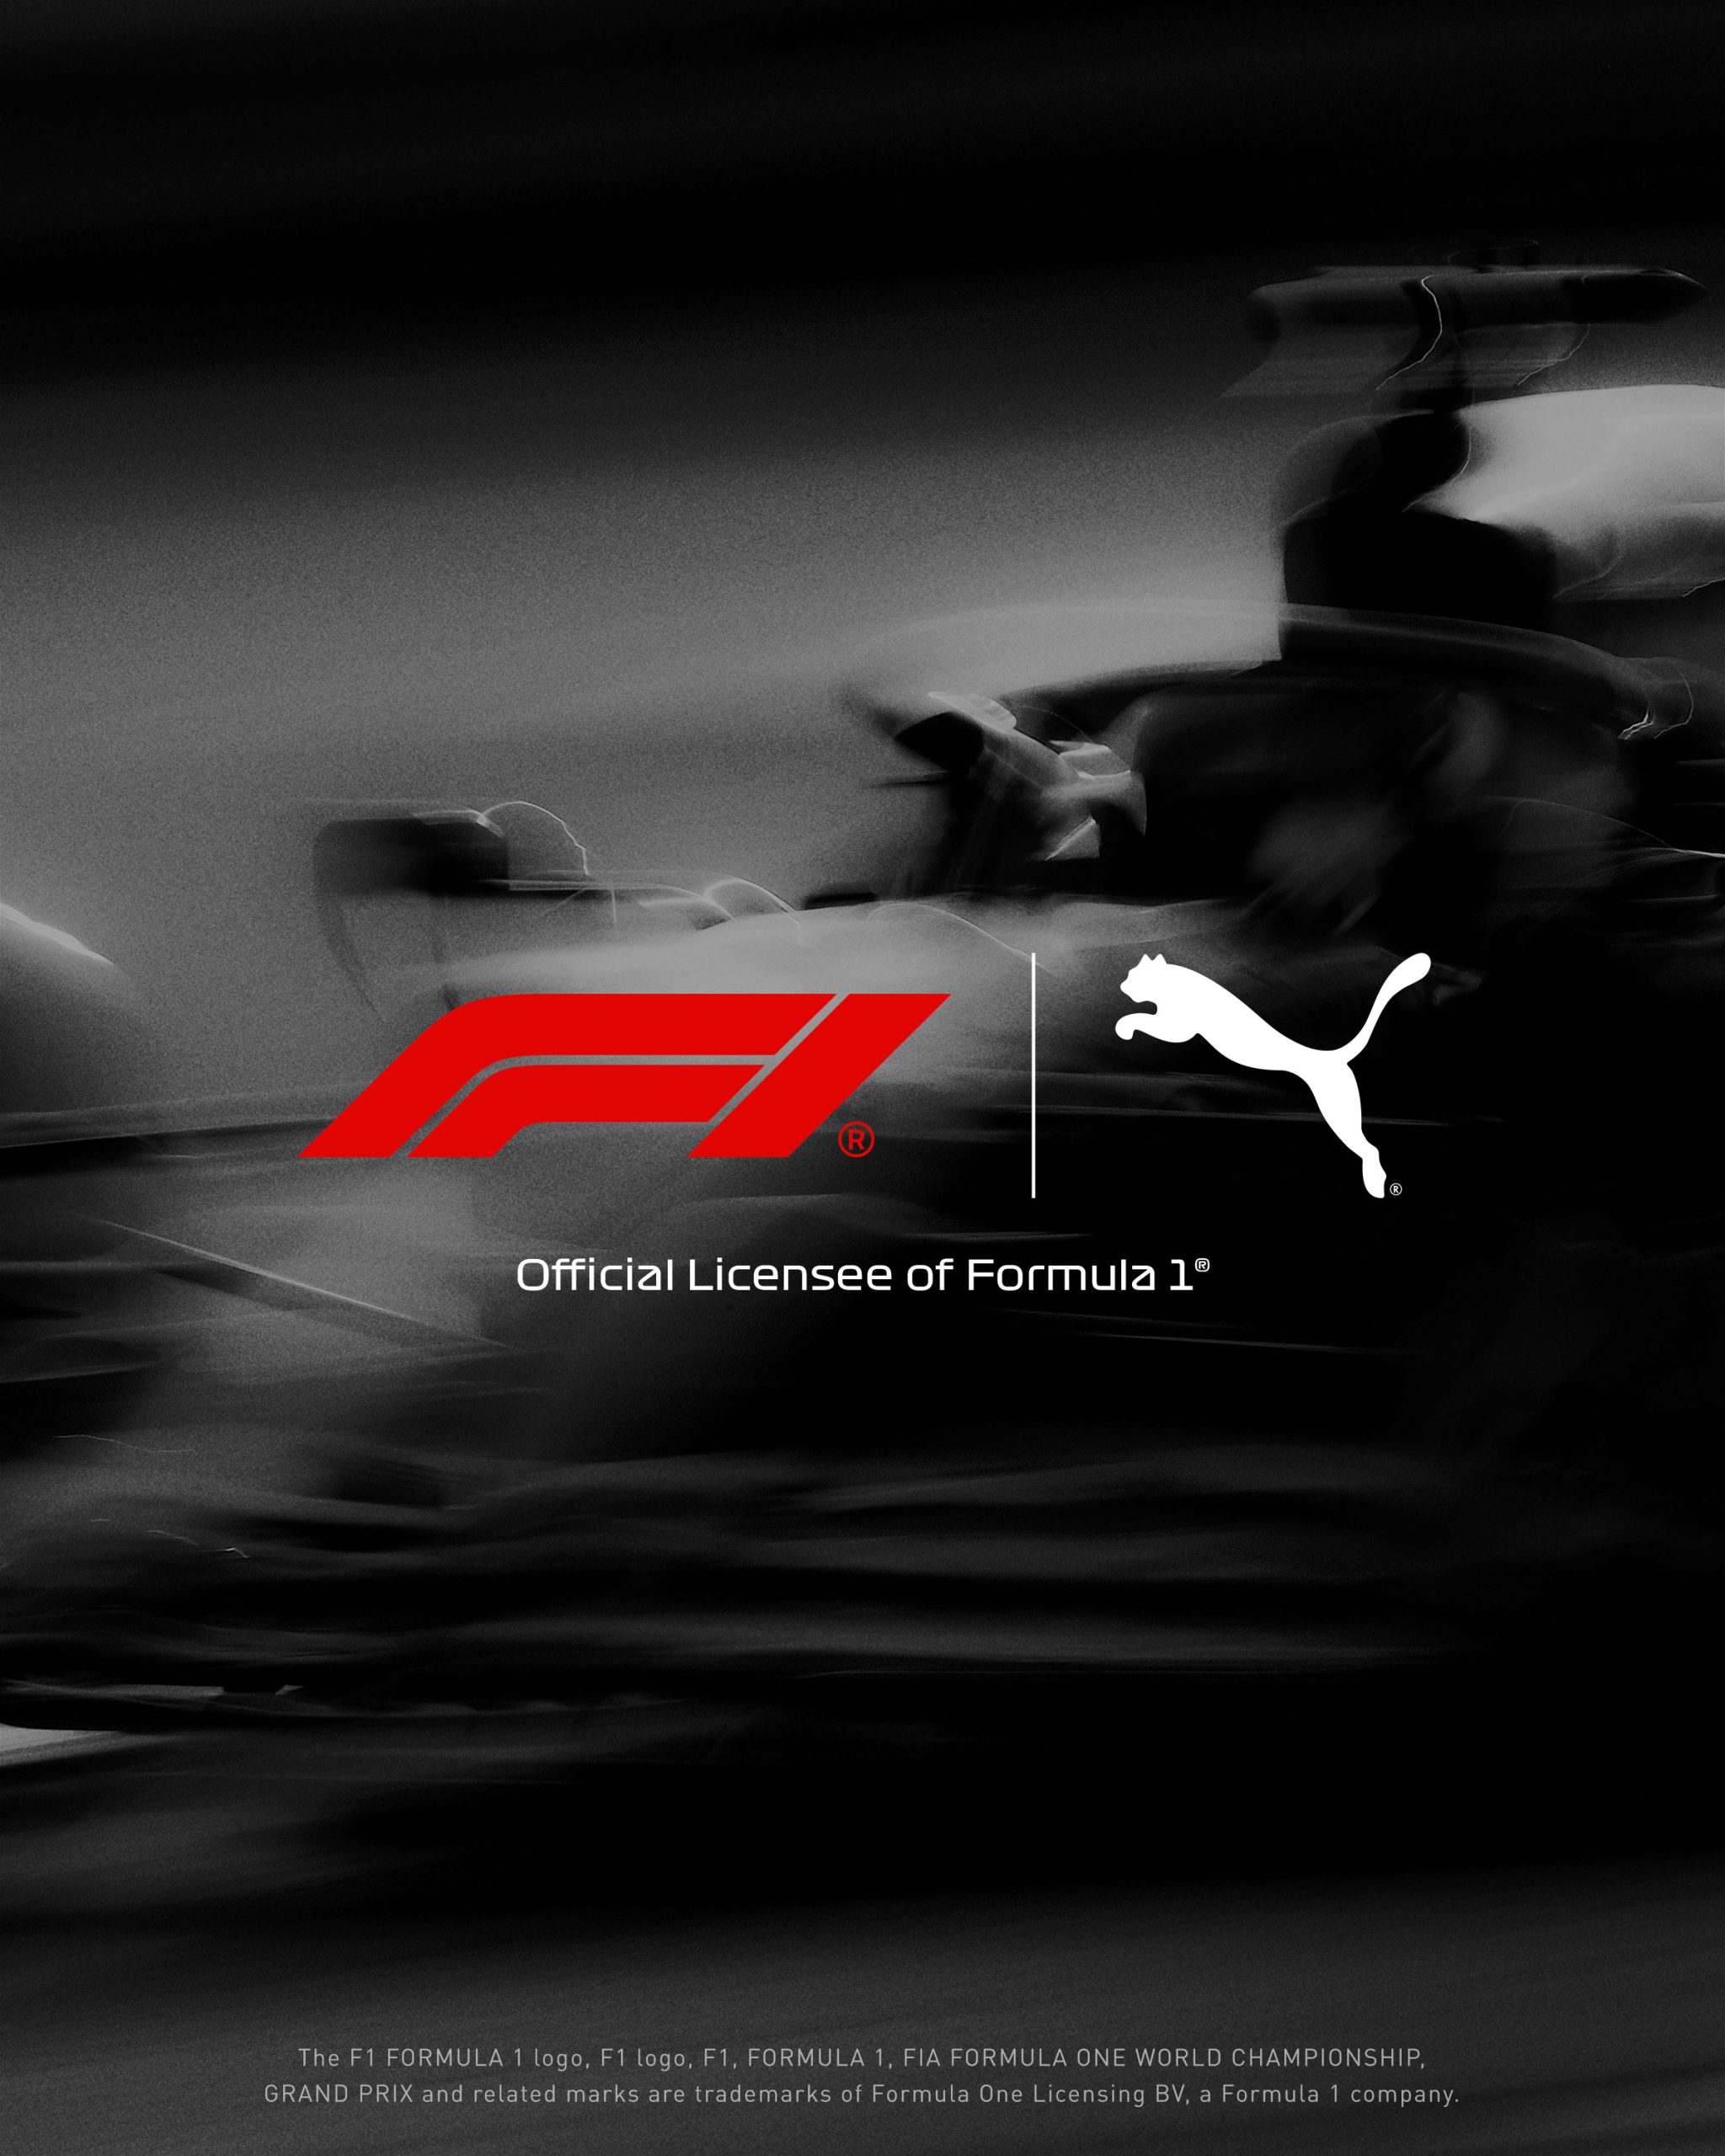 F1®
®
Official Licensee of Formula 1®
The F1 FORMULA 1 logo, F1 logo, F1, FORMULA 1, FIA FORMULA ONE WORLD CHAMPIONSHIP,
GRAND PRIX and related marks are trademarks of Formula One Licensing BV, a Formula 1 company.